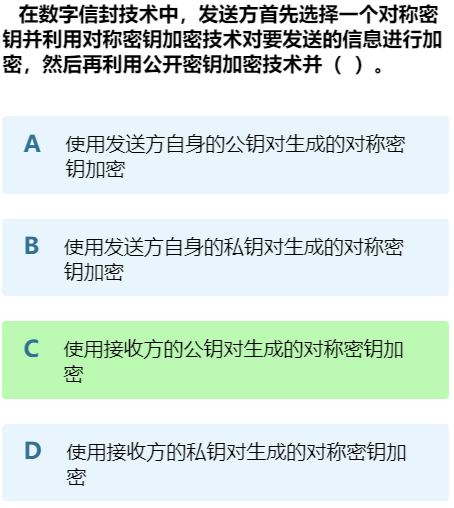 在数字信封技术中，发送方首先选择一个对称密
钥并利用对称密钥加密技术对要发送的信息进行加
密，然后再利用公开密钥加密技术并（ ）。
A 使用发送方自身的公钥对生成的对称密
钥加密
B 使用发送方自身的私钥对生成的对称密
钥加密
C 使用接收方的公钥对生成的对称密钥加
密
D 使用接收方的私钥对生成的对称密钥加
密